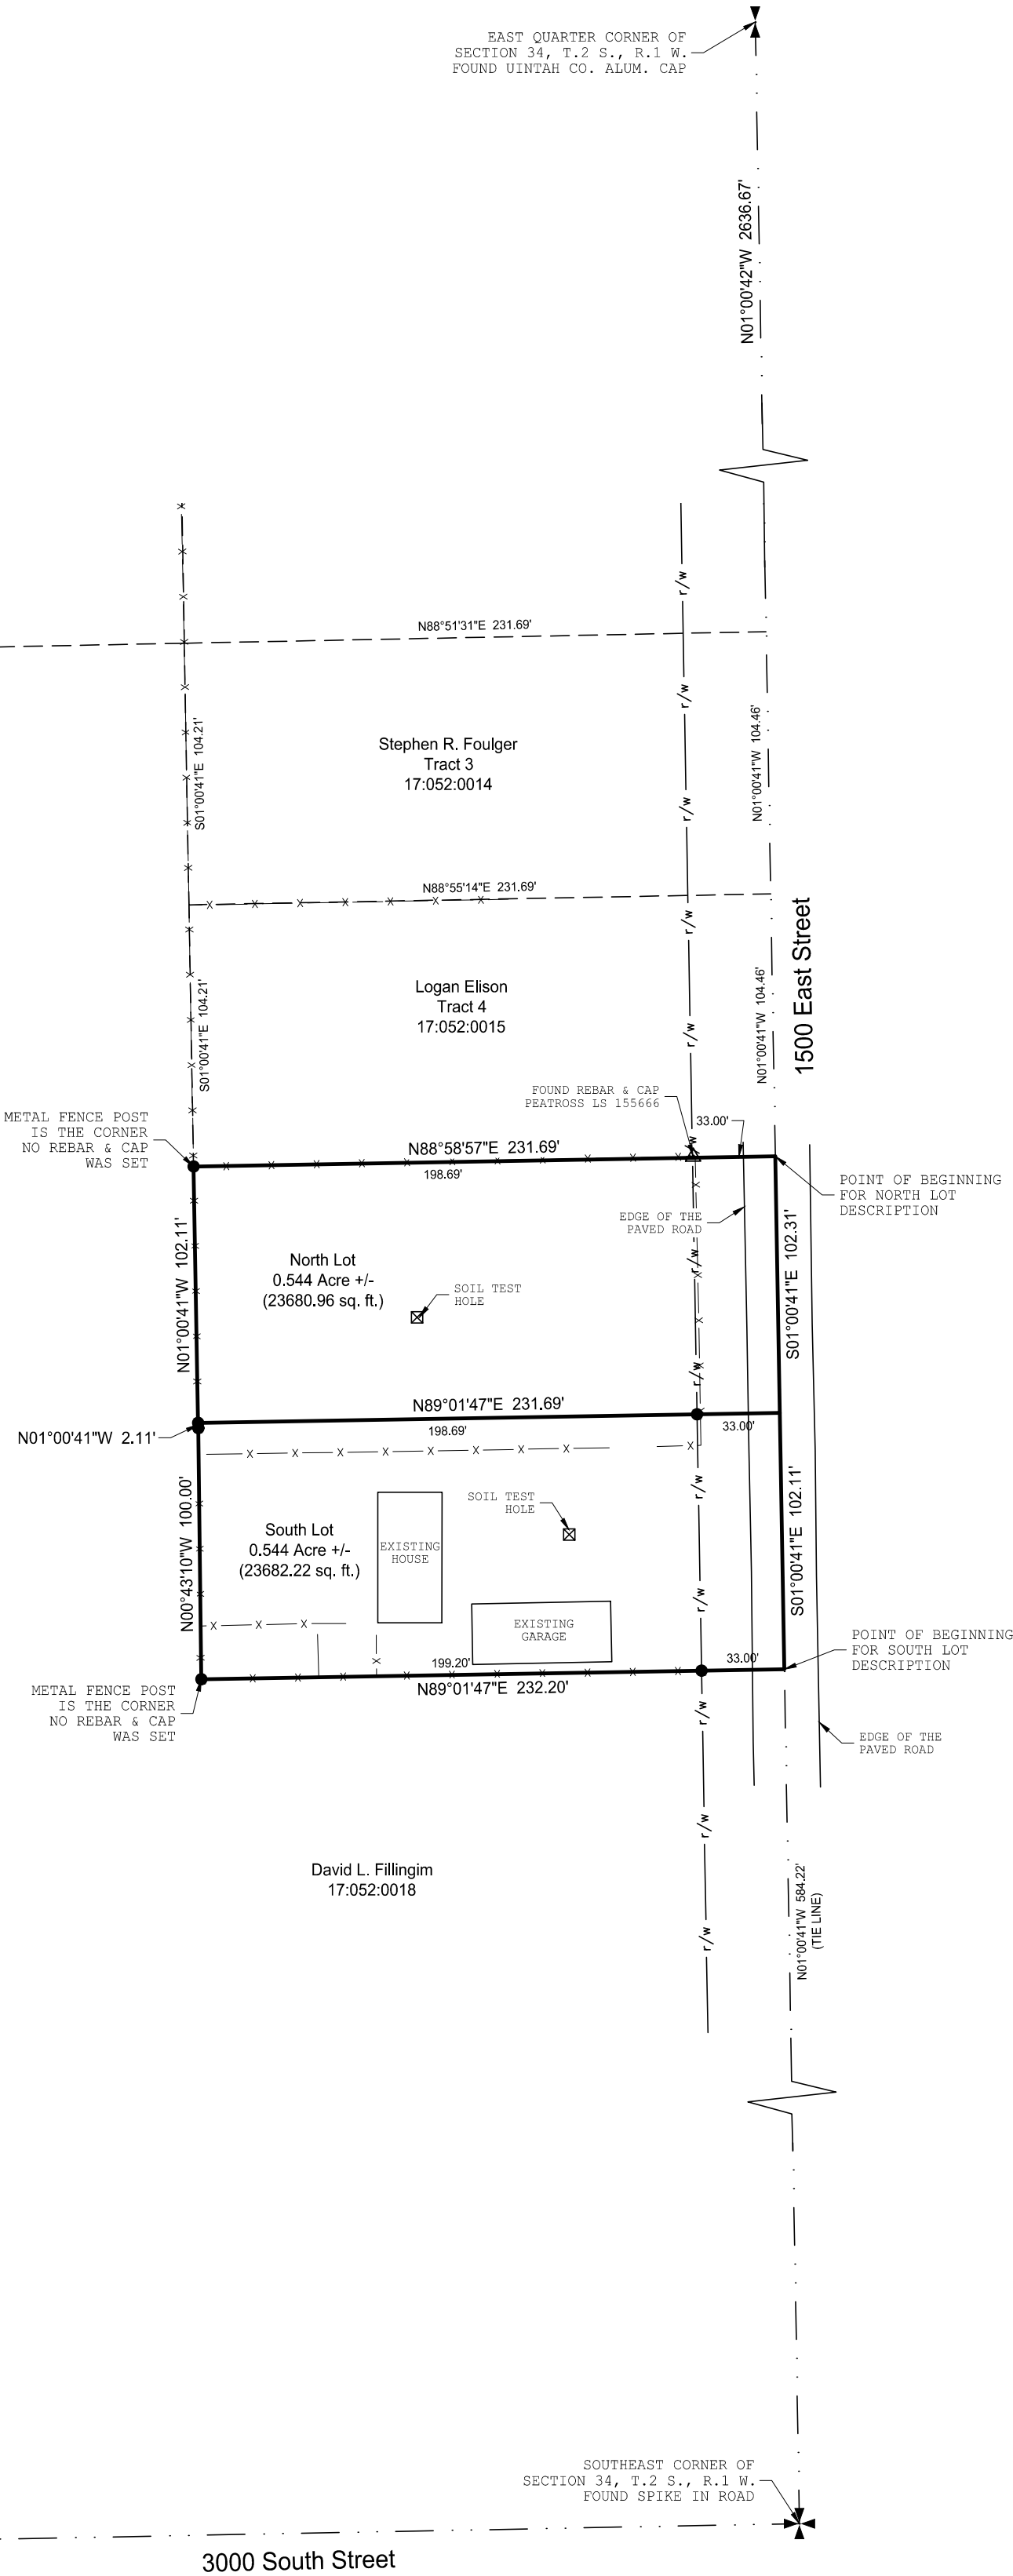 EAST QUARTER CORNER OF
SECTION 34, T.2 S., R.1 W.
FOUND UINTAH CO. ALUM. CAP
N01°00'42"W 2636.67'
N88°51'31"E 231.69'
S01°00'41"E 104.21'
Stephen R. Foulger
Tract 3
17:052:0014
N01°00'41"W 104.46'
r/w
r/w
r/w
N88°55'14"E 231.69'
r/w
1500 East Street
S01°00'41"E 104.21'
Logan Elison
Tract 4
17:052:0015
N01°00'41"W 104.46'
r/w
FOUND REBAR & CAP
PEATROSS LS 155666
METAL FENCE POST
IS THE CORNER
NO REBAR & CAP
WAS SET
33.00'
r/w
N88°58'57"E 231.69'
198.69'
POINT OF BEGINNING
FOR NORTH LOT
DESCRIPTION
EDGE OF THE
PAVED ROAD
N01°00'41"W 102.11'
North Lot
0.544 Acre +/-
(23680.96 sq. ft.)
SOIL TEST
HOLE
r/w
S01°00'41"E 102.31'
r/w
N89°01'47"E 231.69'
198.69'
33.00'
N01°00'41"W 2.11'
N00°43'10"W 100.00'
South Lot
0.544 Acre +/-
(23682.22 sq. ft.)
EXISTING
HOUSE
SOIL TEST
HOLE
r/w
S01°00'41"E 102.11'
r/w
EXISTING
GARAGE
199.20'
33.00'
N89°01'47"E 232.20'
POINT OF BEGINNING
FOR SOUTH LOT
DESCRIPTION
METAL FENCE POST
IS THE CORNER
NO REBAR & CAP
WAS SET
r/w
EDGE OF THE
PAVED ROAD
r/w
David L. Fillingim
17:052:0018
N01°00'41"W 584.22'
(TIE LINE)
r/w
SOUTHEAST CORNER OF
SECTION 34, T.2 S., R.1 W.
FOUND SPIKE IN ROAD
3000 South Street